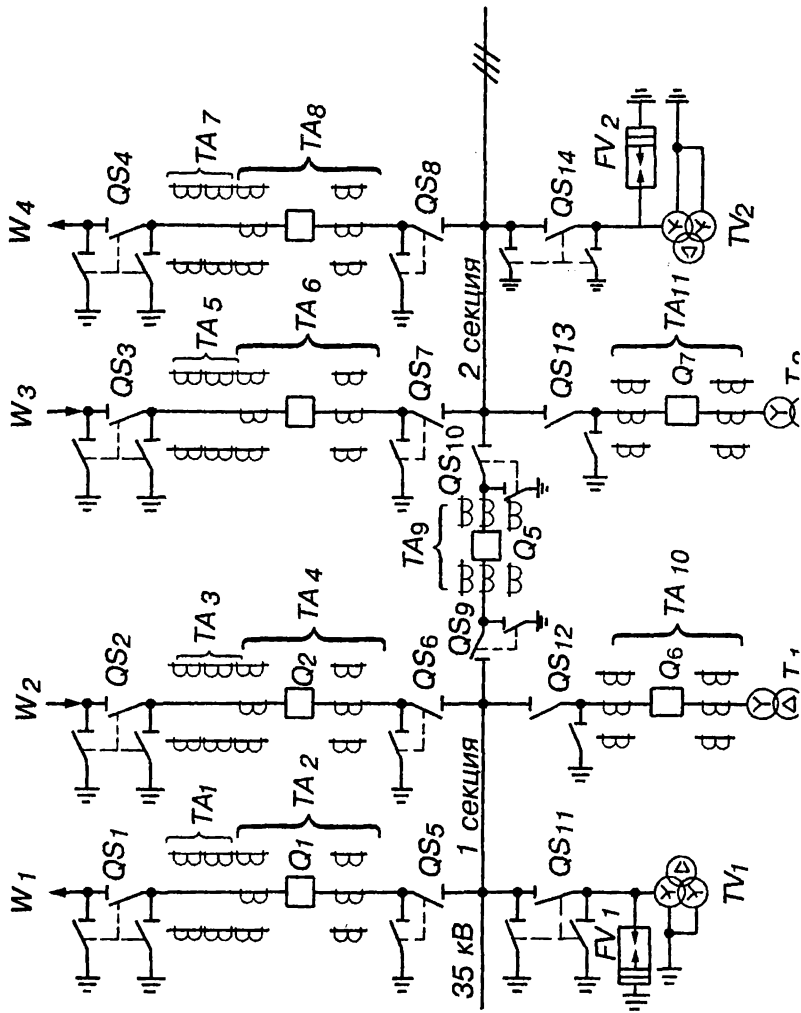 W1
W2
W3
W4
QS1
QS2
QS3
QS4
TA1
TA3
TA5
TA7
TA2
TA4
TA6
TA8
Q1
Q2
QS5
QS6
QS7
QS8
TA9
QS9
QS10
Q5
35 кВ
1 секция
2 секция
QS11
QS12
QS13
QS14
FV1
FV2
TA10
TA11
Q6
Q7
TV1
T1
TV2